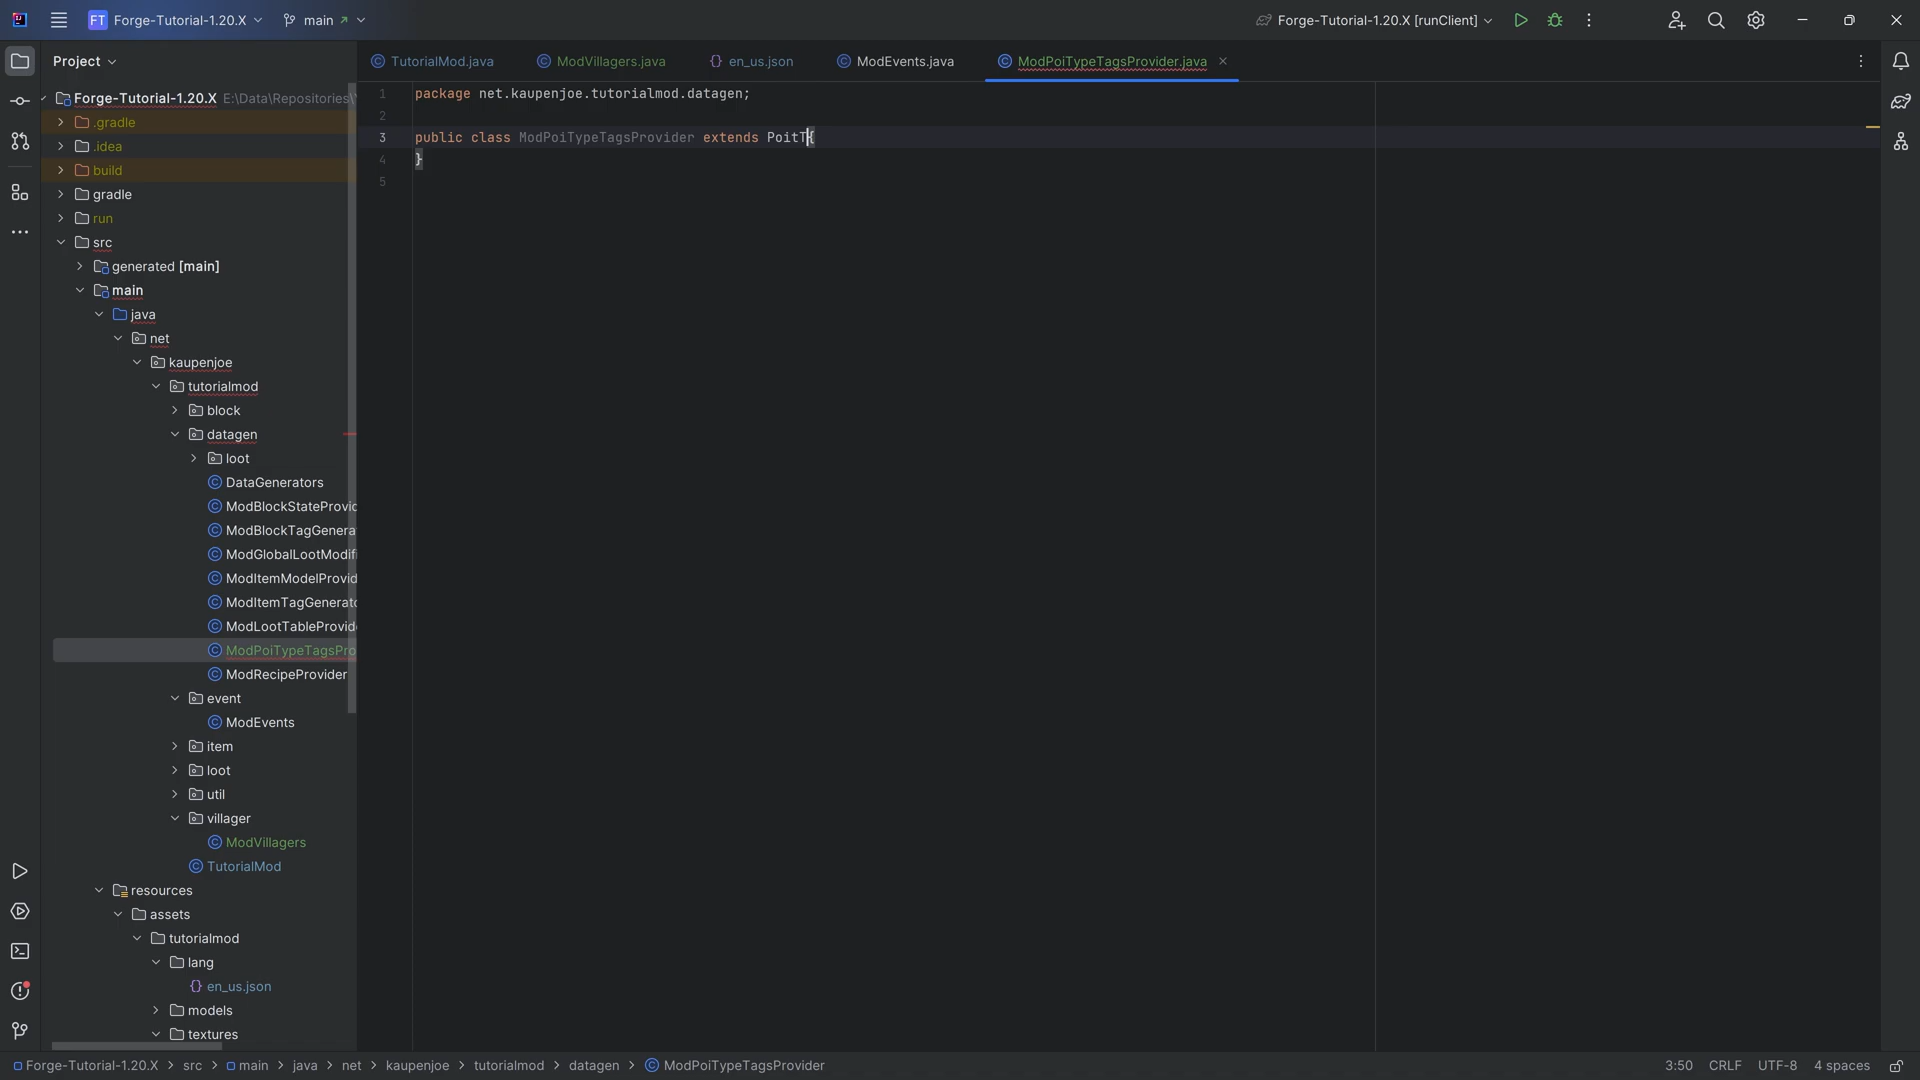 FT Forge-Tutorial-1.20.X main Forge-Tutorial-1.20.X [runClient]
Project
TutorialMod.java ModVillagers.java {} en_us.json ModEvents.java ModPoiTypeTagsProvider.java
Forge-Tutorial-1.20.X E:\Data\Repositories\
.gradle
.idea
build
gradle
run
src
generated [main]
main
java
net
kaupenjoe
tutorialmod
block
datagen
loot
DataGenerators
ModBlockStateProvid
ModBlockTagGenera
ModGlobalLootModifi
ModItemModelProvid
ModItemTagGenerato
ModLootTableProvide
ModPoiTypeTagsPro
ModRecipeProvider
event
ModEvents
item
loot
util
villager
ModVillagers
TutorialMod
resources
assets
tutorialmod
lang
{} en_us.json
models
textures
1 package net.kaupenjoe.tutorialmod.datagen;
2
3 public class ModPoiTypeTagsProvider extends PoitT{
4 }
5
Forge-Tutorial-1.20.X > src > main > java > net > kaupenjoe > tutorialmod > datagen > ModPoiTypeTagsProvider
3:50 CRLF UTF-8 4 spaces